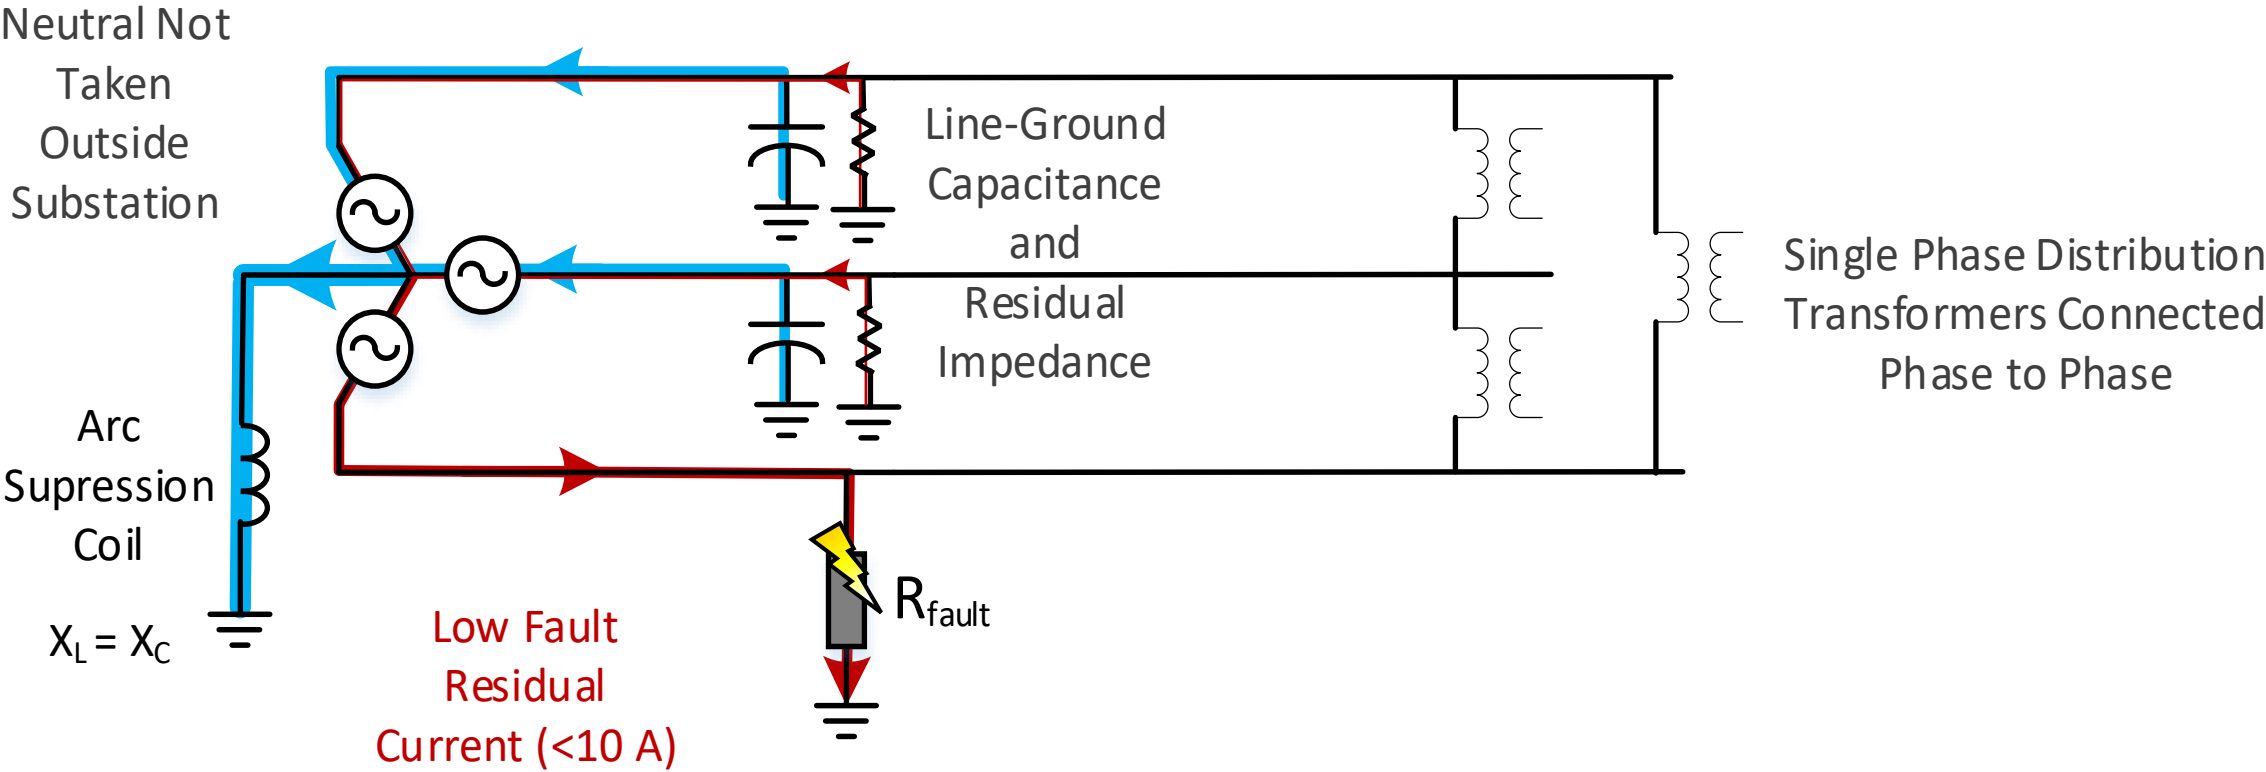 Neutral Not
Taken
Outside
Substation
Line-Ground
Capacitance
and
Residual
Impedance
Single Phase Distribution
Transformers Connected
Phase to Phase
Arc
Supression
Coil
XL = XC
Rfault
Low Fault
Residual
Current (<10 A)